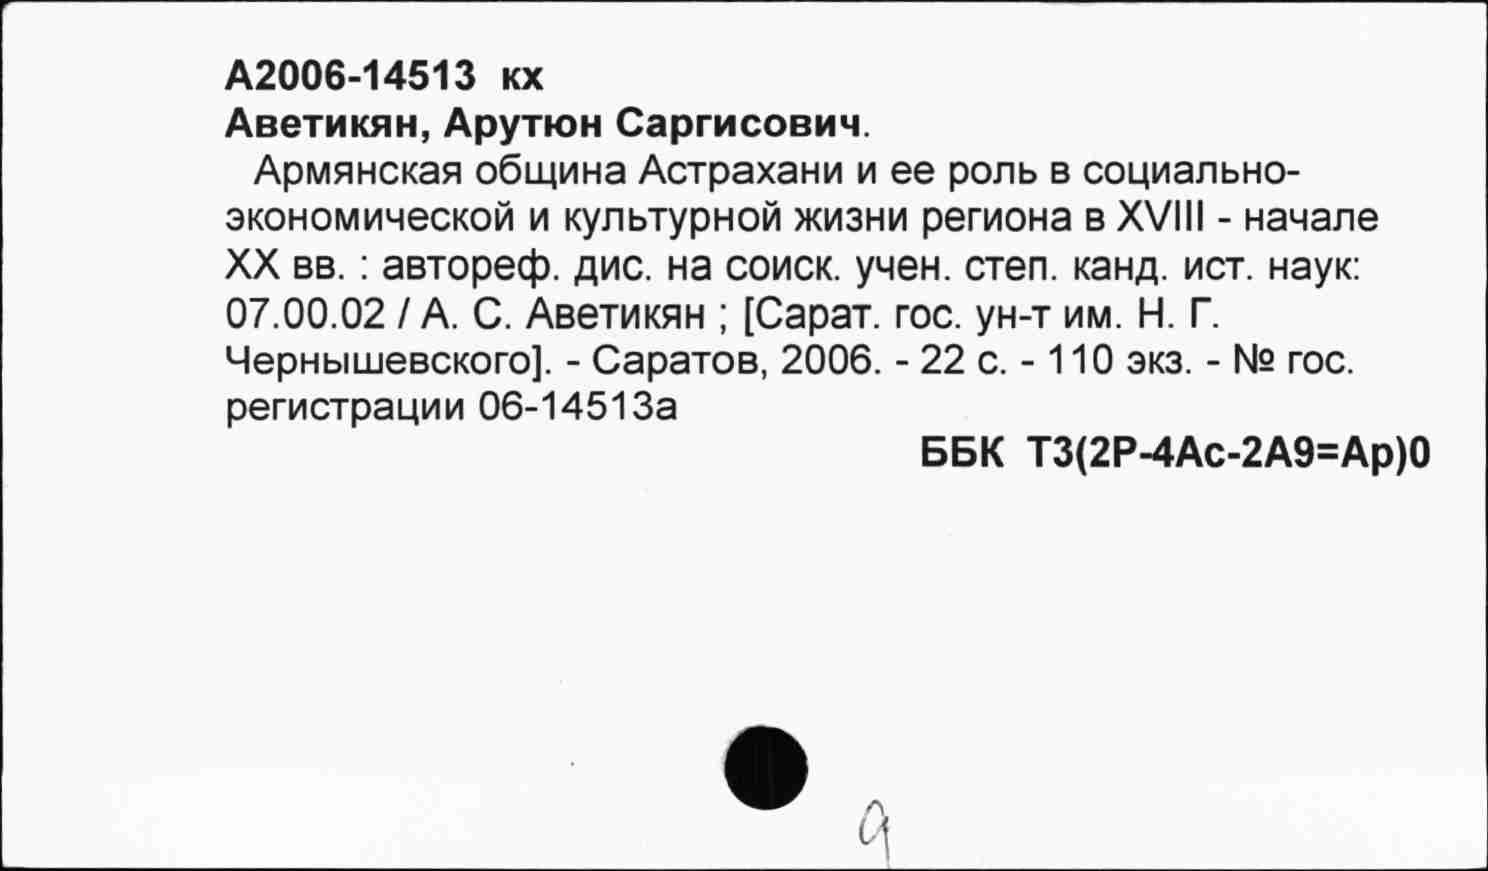 А2006-14513 кх
Аветикян, Арутюн Саргисович.
Армянская община Астрахани и ее роль в социально-
экономической и культурной жизни региона в XVIII - начале
XX вв. : автореф. дис. на соиск. учен. степ. канд. ист. наук:
07.00.02 / А. С. Аветикян ; [Сарат. гос. ун-т им. Н. Г.
Чернышевского]. - Саратов, 2006. - 22 с. - 110 экз. - № гос.
регистрации 06-14513а
ББК Т3(2Р-4Ас-2А9=Ар)0